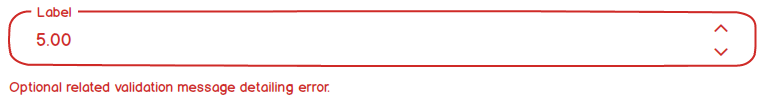 Label
5.00
Optional related validation message detailing error.